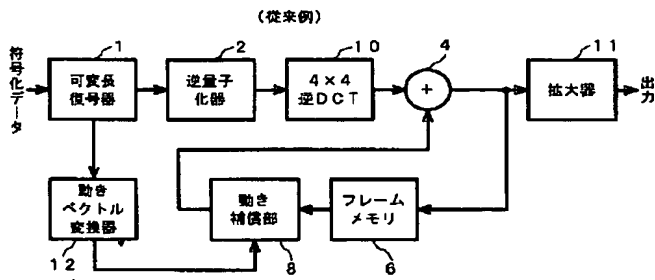 （従来例）
符号化データ
1
可変長
復号器
2
逆量子
化器
10
4×4
逆DCT
4
+
11
拡大器
出力
動き
ベクトル
変換器
12
動き
補償部
8
フレーム
メモリ
6